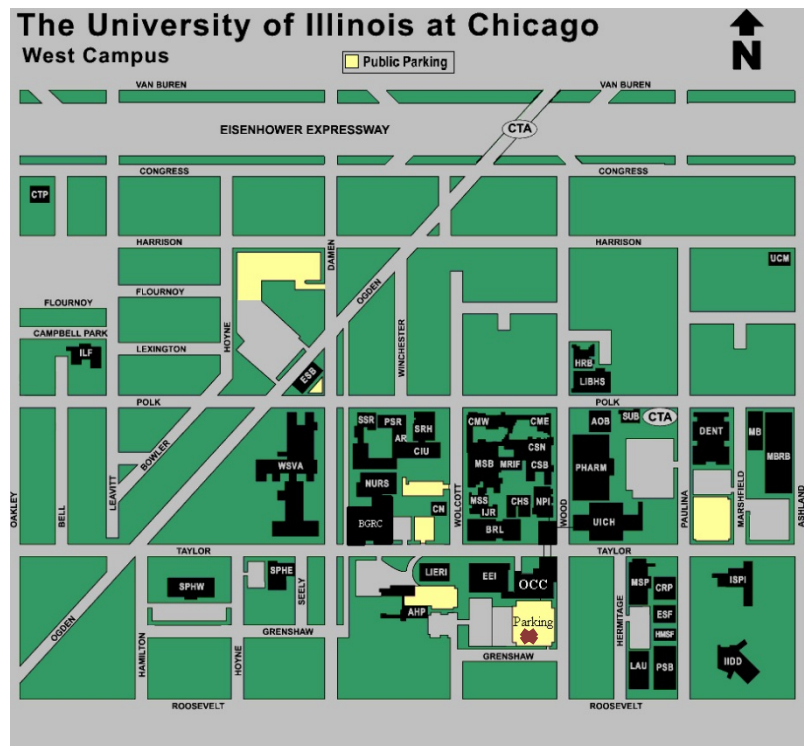 The University of Illinois at Chicago
West Campus
Public Parking
N
VAN BUREN
VAN BUREN
EISENHOWER EXPRESSWAY
CTA
CONGRESS
CONGRESS
CTP
HARRISON
HARRISON
DAMEN
UCM
FLOURNOY
FLOURNOY
OGDEN
CAMPBELL PARK
LEXINGTON
HOYNE
WINCHESTER
ILF
ESB
HRB
LIBHS
POLK
POLK
SSR
PSR
SRH
AR
CIU
CMW
CME
CSN
AOB
SUB
CTA
DENT
MB
MBRB
BOWLER
WSVA
MSB
MRIF
CSB
PHARM
NURS
CN
MSS
IJR
CHS
NPI
BGRC
BRL
UICH
OAKLEY
BELL
LEAVITT
WOLCOTT
WOOD
PAULINA
MARSHFIELD
ASHLAND
TAYLOR
TAYLOR
SPHE
SPHW
SEELY
LIERI
EEI
OCC
MSP
CRP
ISPI
AHP
Parking
ESF
HMSF
OGDEN
HAMILTON
HOYNE
GRENSHAW
GRENSHAW
HERMITAGE
LAU
PSB
IIDD
ROOSEVELT
ROOSEVELT